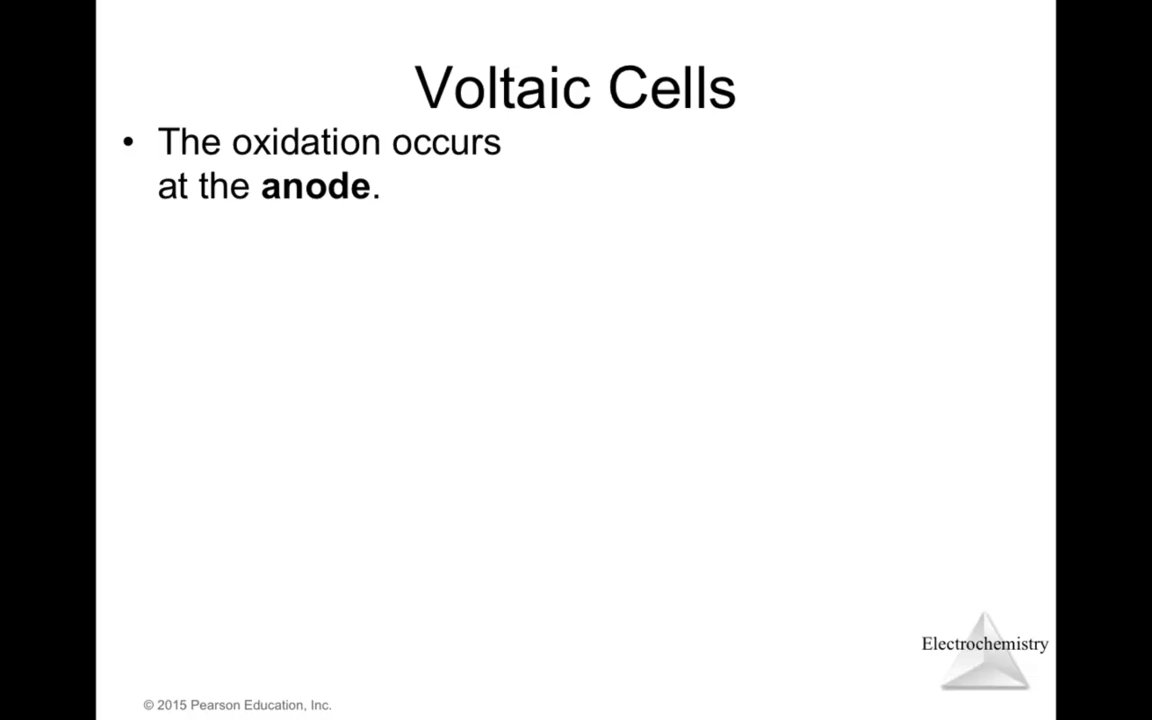 Voltaic Cells
• The oxidation occurs
at the anode.
Electrochemistry
© 2015 Pearson Education, Inc.